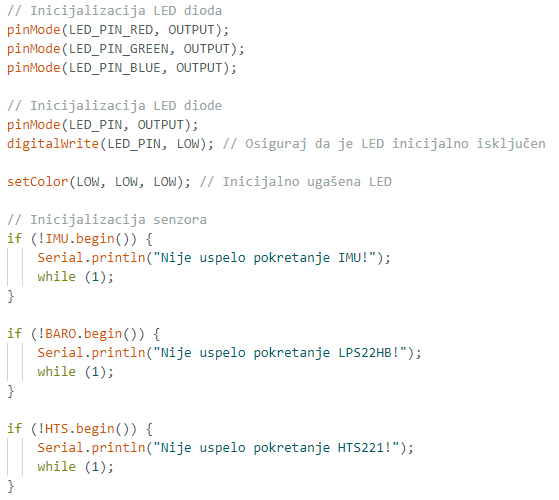 // Inicijalizacija LED dioda
pinMode(LED_PIN_RED, OUTPUT);
pinMode(LED_PIN_GREEN, OUTPUT);
pinMode(LED_PIN_BLUE, OUTPUT);
// Inicijalizacija LED diode
pinMode(LED_PIN, OUTPUT);
digitalWrite(LED_PIN, LOW); // Osiguraj da je LED inicijalno isključen
setColor(LOW, LOW, LOW); // Inicijalno ugašena LED
// Inicijalizacija senzora
if (!IMU.begin()) {
Serial.println("Nije uspelo pokretanje IMU!");
while (1);
}
if (!BARO.begin()) {
Serial.println("Nije uspelo pokretanje LPS22HB!");
while (1);
}
if (!HTS.begin()) {
Serial.println("Nije uspelo pokretanje HTS221!");
while (1);
}